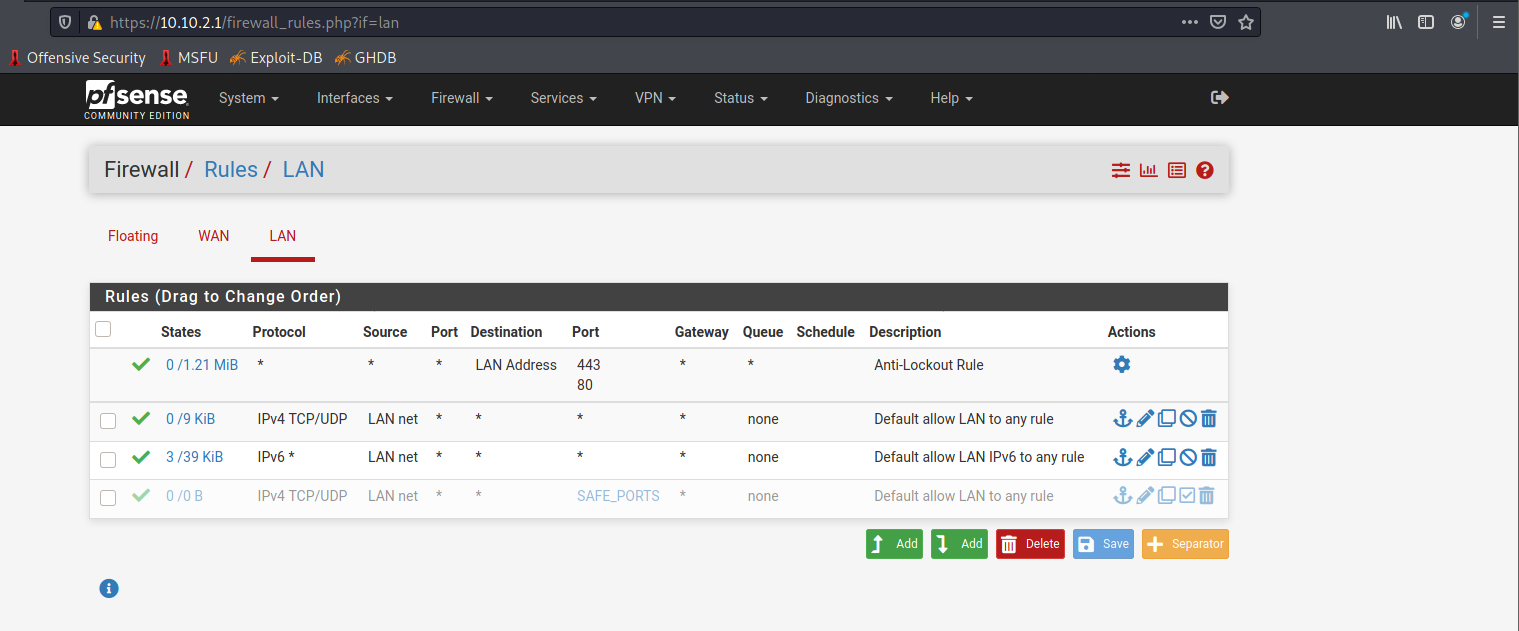 https://10.10.2.1/firewall_rules.php?if=lan
Offensive Security MSFU Exploit-DB GHDB
pfsense System Interfaces Firewall Services VPN Status Diagnostics Help
COMMUNITY EDITION
Firewall / Rules / LAN
Floating WAN LAN
Rules (Drag to Change Order)
States Protocol Source Port Destination Port Gateway Queue Schedule Description Actions
0 /1.21 MiB * * * LAN Address 443 * * Anti-Lockout Rule
80
0 /9 KiB IPv4 TCP/UDP LAN net * * * * none Default allow LAN to any rule
3 /39 KiB IPv6 * LAN net * * * * none Default allow LAN IPv6 to any rule
0 /0 B IPv4 TCP/UDP LAN net * * SAFE_PORTS * none Default allow LAN to any rule
Add Add Delete Save Separator